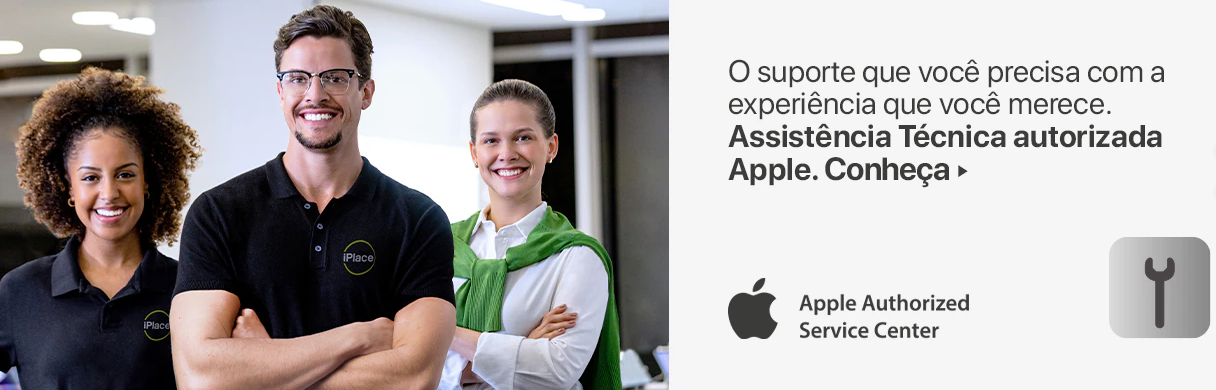 O suporte que você precisa com a
experiência que você merece.
Assistência Técnica autorizada
Apple. Conheça ▸
iPlace
iPlace
Apple Authorized
Service Center